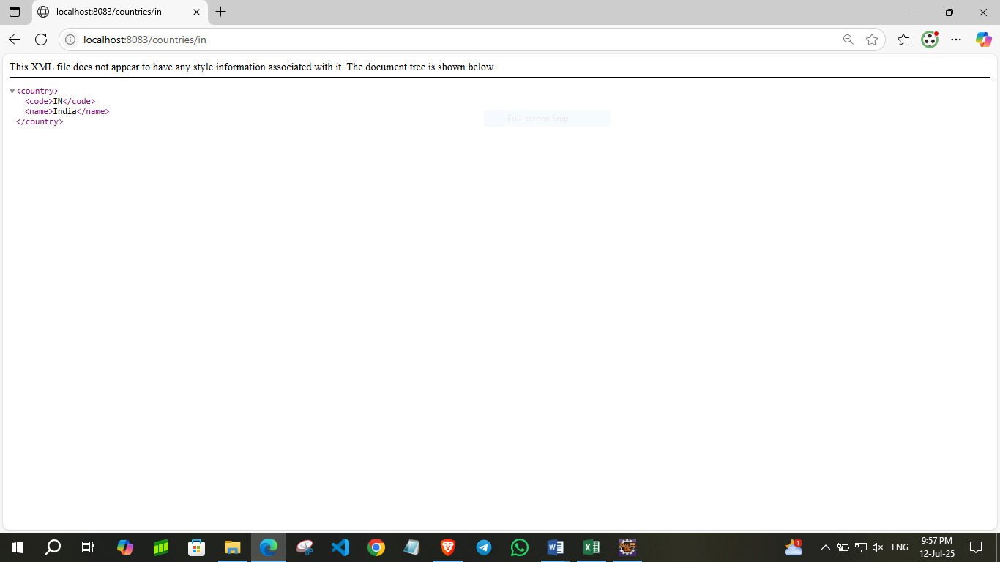 localhost:8083/countries/in
localhost:8083/countries/in
This XML file does not appear to have any style information associated with it. The document tree is shown below.
▼<country>
<code>IN</code>
<name>India</name>
</country>
Full-screen Snip
1
ENG
9:57 PM
12-Jul-25